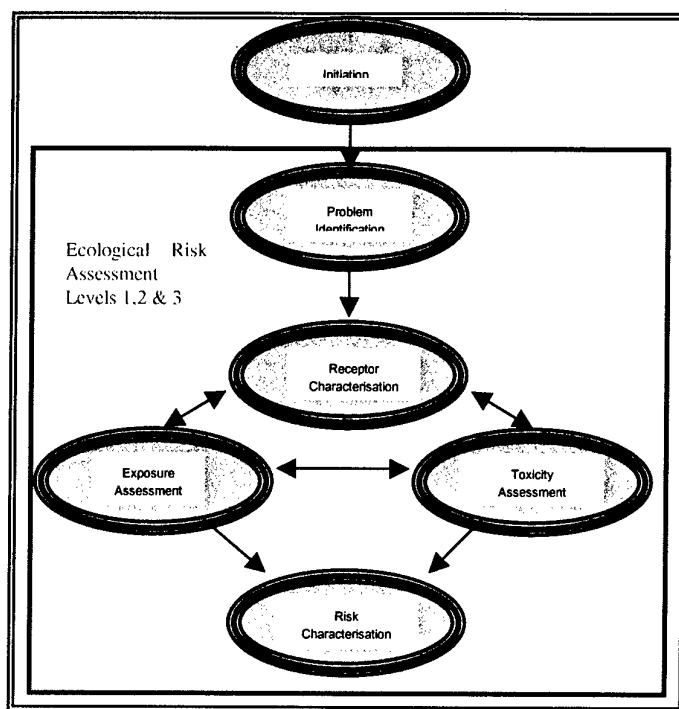 Initiation
Problem
Identification
Ecological Risk
Assessment
Levels 1,2 & 3
Receptor
Characterisation
Exposure
Assessment
Toxicity
Assessment
Risk
Characterisation